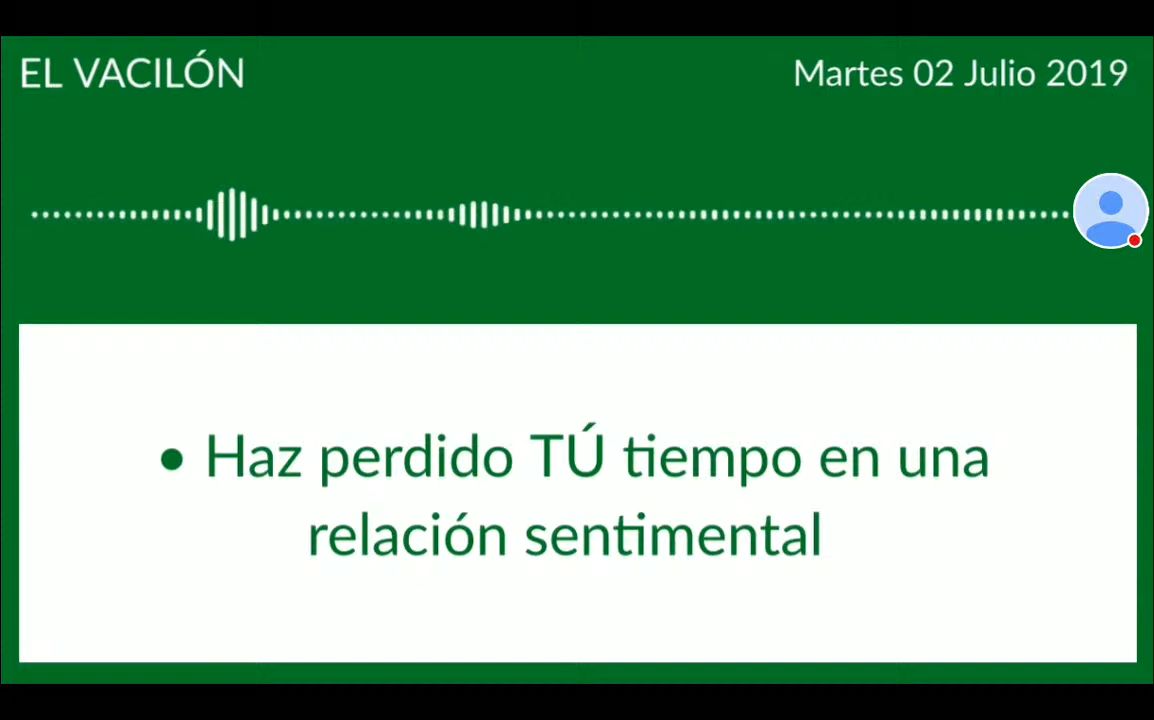 EL VACILÓN
Martes 02 Julio 2019
• Haz perdido TÚ tiempo en una
relación sentimental